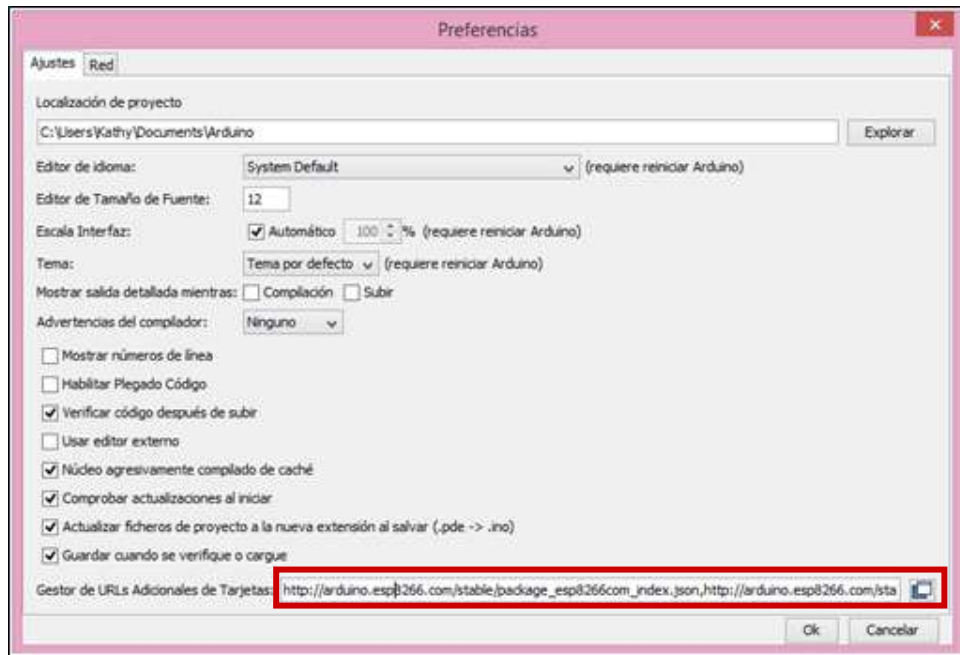 Preferencias
Ajustes Red
Localización de proyecto
C:\Users\Kathy\Documents\Arduino Explorar
Editor de idioma: System Default (requiere reiniciar Arduino)
Editor de Tamaño de Fuente: 12
Escala Interfaz: Automático 100 % (requiere reiniciar Arduino)
Tema: Tema por defecto (requiere reiniciar Arduino)
Mostrar salida detallada mientras: Compilación Subir
Advertencias del compilador: Ninguno
Mostrar números de línea
Habilitar Plegado Código
Verificar código después de subir
Usar editor externo
Núcleo agresivamente compilado de caché
Comprobar actualizaciones al iniciar
Actualizar ficheros de proyecto a la nueva extensión al salvar (.pde -> .ino)
Guardar cuando se verifique o cargue
Gestor de URLs Adicionales de Tarjetas: http://arduino.esp8266.com/stable/package_esp8266com_index.json,http://arduino.esp8266.com/sta
Ok Cancelar